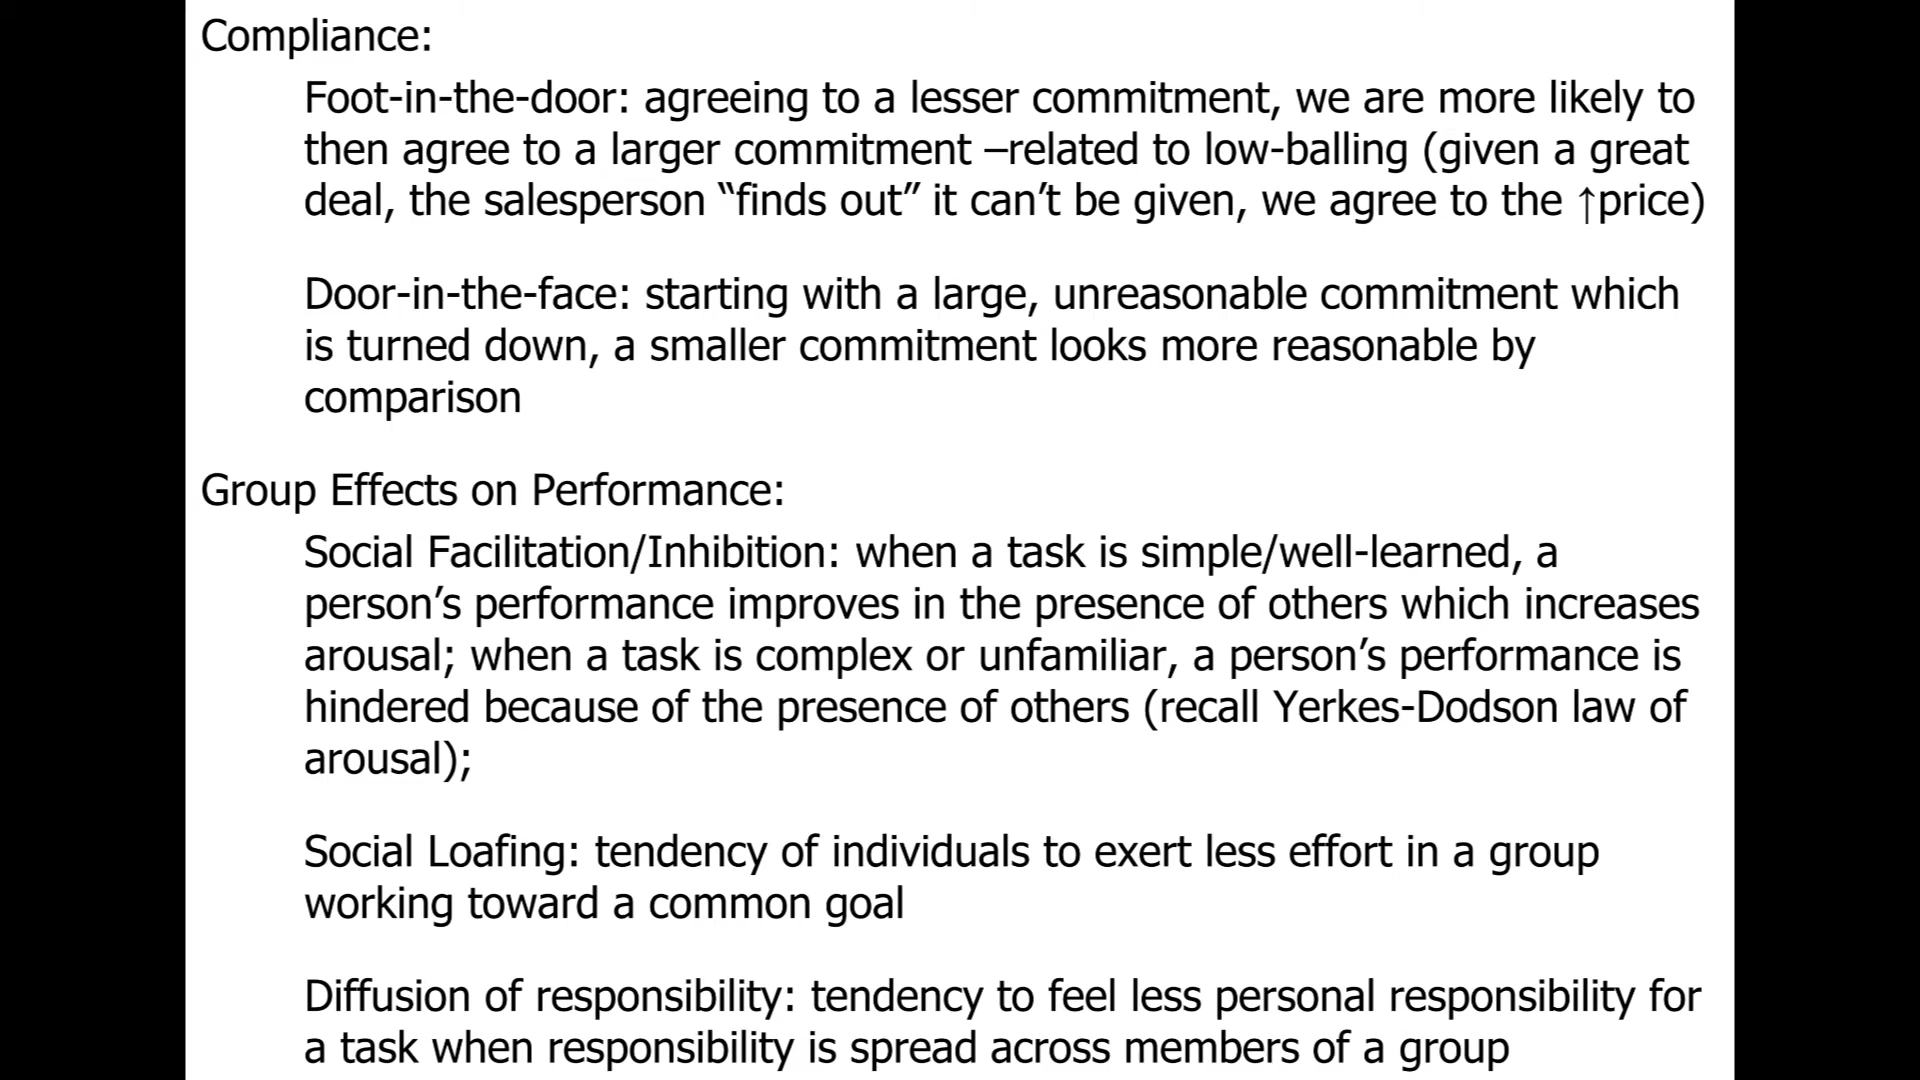 Compliance:
Foot-in-the-door: agreeing to a lesser commitment, we are more likely to
then agree to a larger commitment –related to low-balling (given a great
deal, the salesperson “finds out” it can’t be given, we agree to the ↑price)
Door-in-the-face: starting with a large, unreasonable commitment which
is turned down, a smaller commitment looks more reasonable by
comparison
Group Effects on Performance:
Social Facilitation/Inhibition: when a task is simple/well-learned, a
person’s performance improves in the presence of others which increases
arousal; when a task is complex or unfamiliar, a person’s performance is
hindered because of the presence of others (recall Yerkes-Dodson law of
arousal);
Social Loafing: tendency of individuals to exert less effort in a group
working toward a common goal
Diffusion of responsibility: tendency to feel less personal responsibility for
a task when responsibility is spread across members of a group